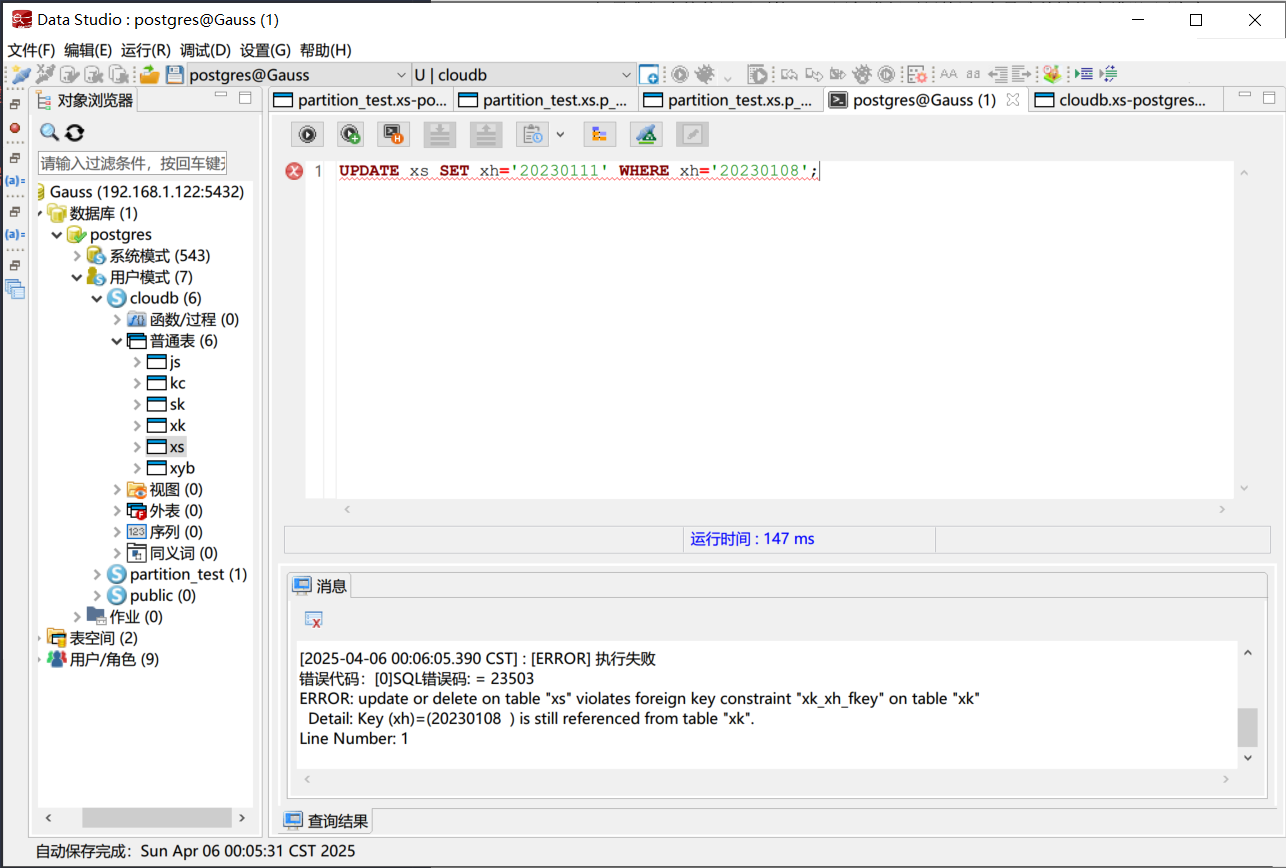 Data Studio : postgres@Gauss (1)
文件(F) 编辑(E) 运行(R) 调试(D) 设置(G) 帮助(H)
postgres@Gauss
U | cloudb
对象浏览器
partition_test.xs-po...
partition_test.xs.p_...
partition_test.xs.p_...
postgres@Gauss (1)
cloudb.xs-postgres...
请输入过滤条件，按回车键
Gauss (192.168.1.122:5432)
数据库 (1)
postgres
系统模式 (543)
用户模式 (7)
cloudb (6)
函数/过程 (0)
普通表 (6)
js
kc
sk
xk
xs
xyb
视图 (0)
外表 (0)
序列 (0)
同义词 (0)
partition_test (1)
public (0)
作业 (0)
表空间 (2)
用户/角色 (9)
1 UPDATE xs SET xh='20230111' WHERE xh='20230108';
运行时间 : 147 ms
消息
[2025-04-06 00:06:05.390 CST] : [ERROR] 执行失败
错误代码：[0]SQL错误码: = 23503
ERROR: update or delete on table "xs" violates foreign key constraint "xk_xh_fkey" on table "xk"
Detail: Key (xh)=(20230108  ) is still referenced from table "xk".
Line Number: 1
查询结果
自动保存完成：Sun Apr 06 00:05:31 CST 2025